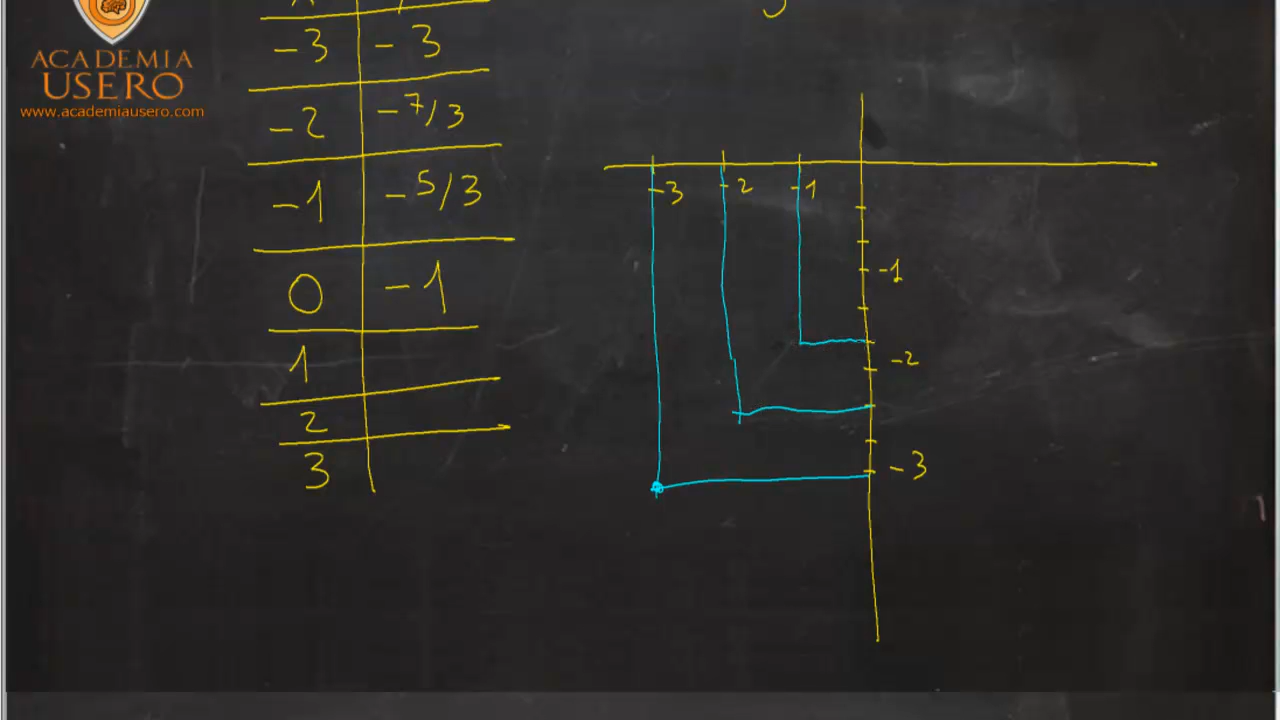 ACADEMIA
USERO
www.academiausero.com
-3 -3
-2 -7/3
-1 -5/3
0 -1
1
2
3
-3 -2 -1
-1
-2
-3